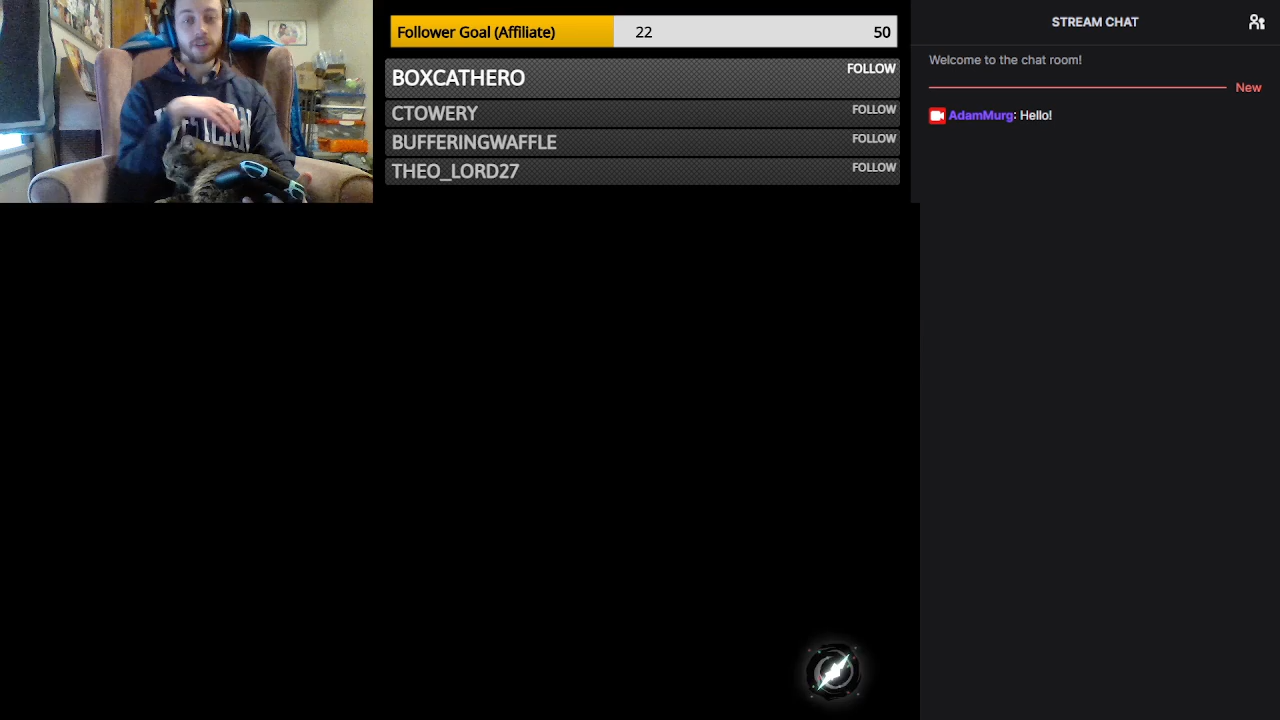 Follower Goal (Affiliate) 22 50
BOXCATHERO FOLLOW
CTOWERY FOLLOW
BUFFERINGWAFFLE FOLLOW
THEO_LORD27 FOLLOW
STREAM CHAT
Welcome to the chat room!
New
AdamMurg: Hello!